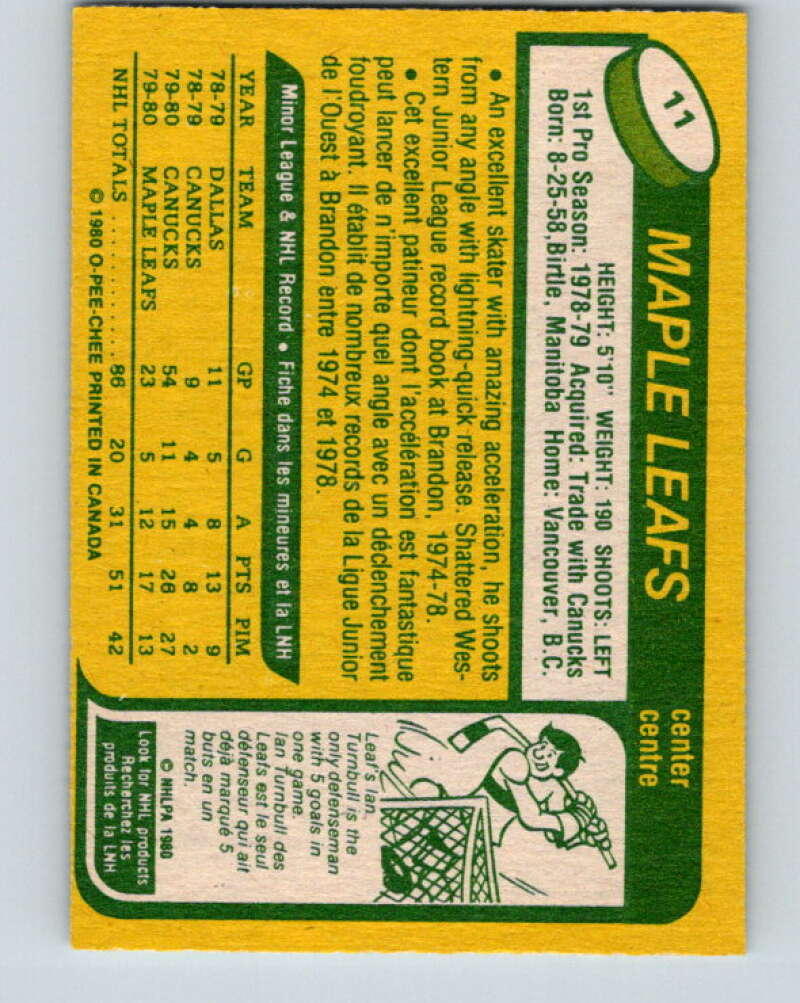 11
MAPLE LEAFS
center
centre
HEIGHT: 5'10" WEIGHT: 190 SHOOTS: LEFT
1st Pro Season: 1978-79 Acquired: Trade with Canucks
Born: 8-25-58, Birtle, Manitoba Home: Vancouver, B.C.
• An excellent skater with amazing acceleration, he shoots
from any angle with lightning-quick release. Shattered Wes-
tern Junior League record book at Brandon, 1974-78.
• Cet excellent patineur dont l'accélération est fantastique
peut lancer de n'importe quel angle avec un déclenchement
foudroyant. Il établit de nombreux records de la Ligue Junior
de l'Ouest à Brandon entre 1974 et 1978.
Minor League & NHL Record • Fiche dans les mineures et la LNH
YEAR TEAM GP G A PTS PIM
78-79 DALLAS 11 5 8 13 9
78-79 CANUCKS 9 4 4 8 2
79-80 CANUCKS 54 11 15 26 27
79-80 MAPLE LEAFS 23 5 12 17 13
NHL TOTALS .......... 86 20 31 51 42
© 1980 O-PEE-CHEE PRINTED IN CANADA
Leaf's Ian
Turnbull is the
only defenseman
with 5 goals in
one game.
Ian Turnbull des
Leafs est le seul
défenseur qui ait
déjà marqué 5
buts en un
match.
© NHLPA 1980
Look for NHL products
Recherchez les
produits de la LNH